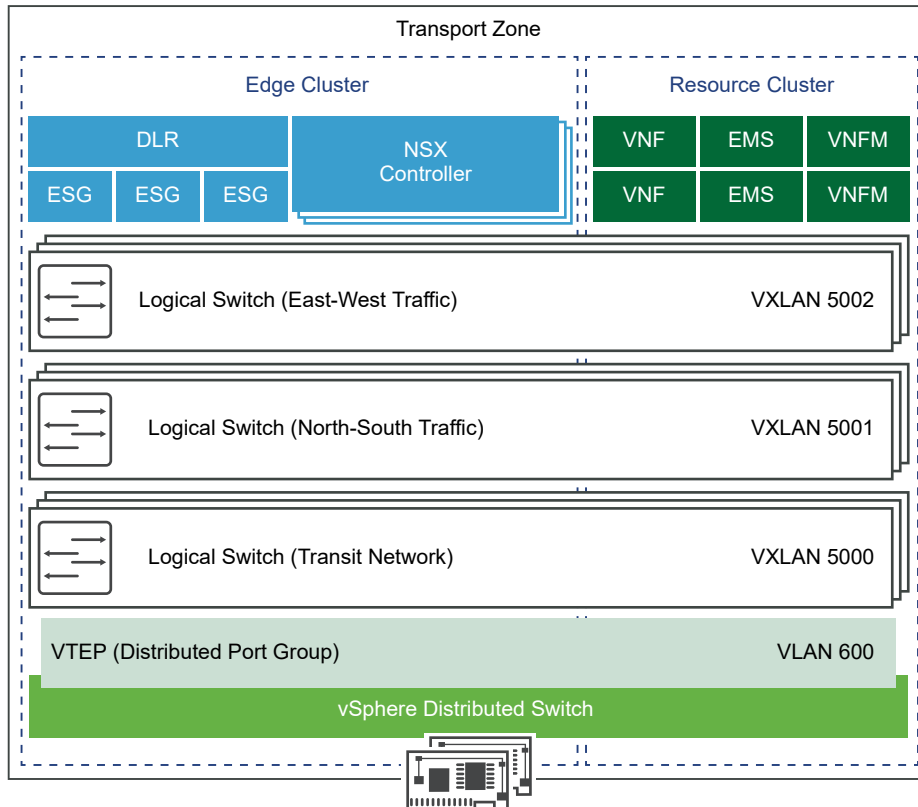 Transport Zone
Edge Cluster
Resource Cluster
DLR
NSX
Controller
ESG
ESG
ESG
VNF
EMS
VNFM
VNF
EMS
VNFM
Logical Switch (East-West Traffic)
VXLAN 5002
Logical Switch (North-South Traffic)
VXLAN 5001
Logical Switch (Transit Network)
VXLAN 5000
VTEP (Distributed Port Group)
VLAN 600
vSphere Distributed Switch